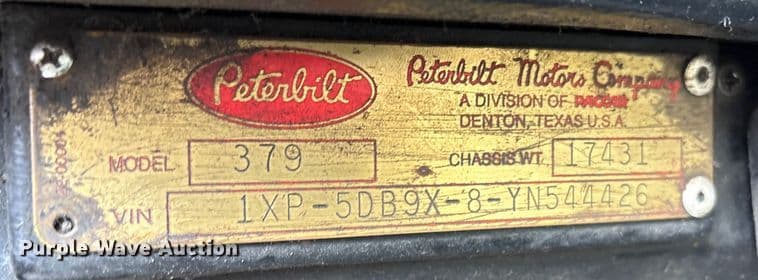 Peterbilt
Peterbilt Motors Company
A DIVISION OF PACCAR
DENTON, TEXAS U.S.A.
MODEL 379
CHASSIS WT. 17431
VIN 1XP-5DB9X-8-YN544426
Purple Wave Auction